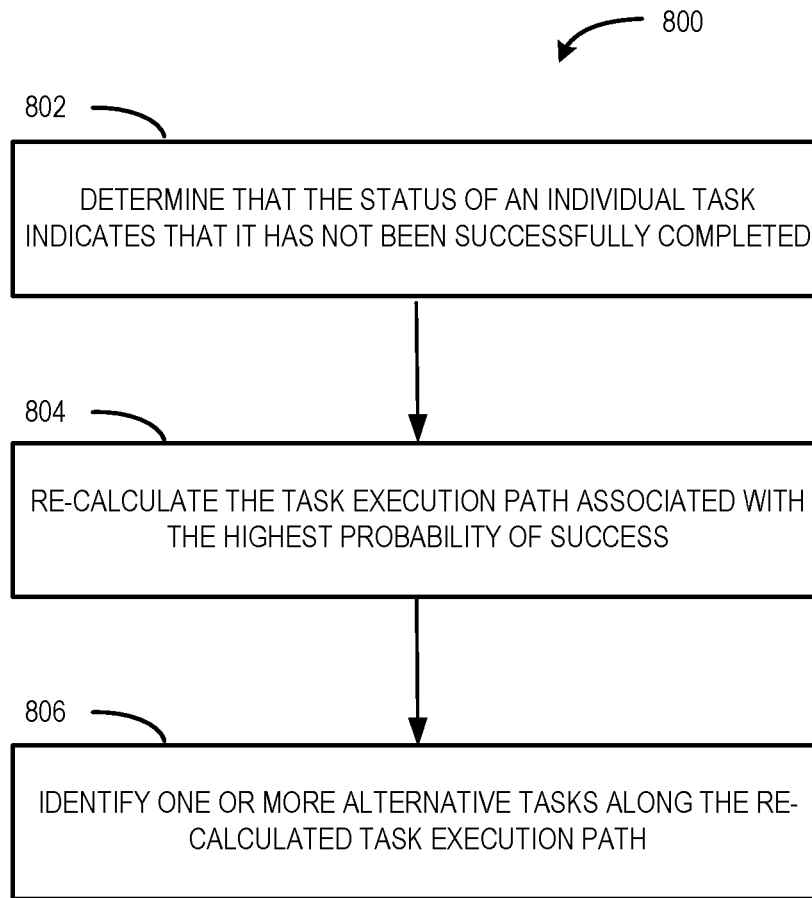 800
802
DETERMINE THAT THE STATUS OF AN INDIVIDUAL TASK
INDICATES THAT IT HAS NOT BEEN SUCCESSFULLY COMPLETED
804
RE-CALCULATE THE TASK EXECUTION PATH ASSOCIATED WITH
THE HIGHEST PROBABILITY OF SUCCESS
806
IDENTIFY ONE OR MORE ALTERNATIVE TASKS ALONG THE RE-
CALCULATED TASK EXECUTION PATH